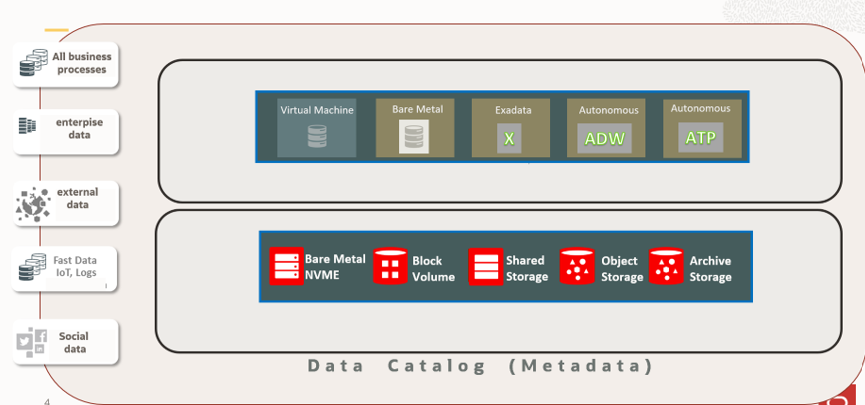 All business
processes
enterpise
data
external
data
Fast Data
IoT, Logs
Social
data
Virtual Machine
Bare Metal
Exadata
X
Autonomous
ADW
Autonomous
ATP
Bare Metal
NVME
Block
Volume
Shared
Storage
Object
Storage
Archive
Storage
Data Catalog (Metadata)
4